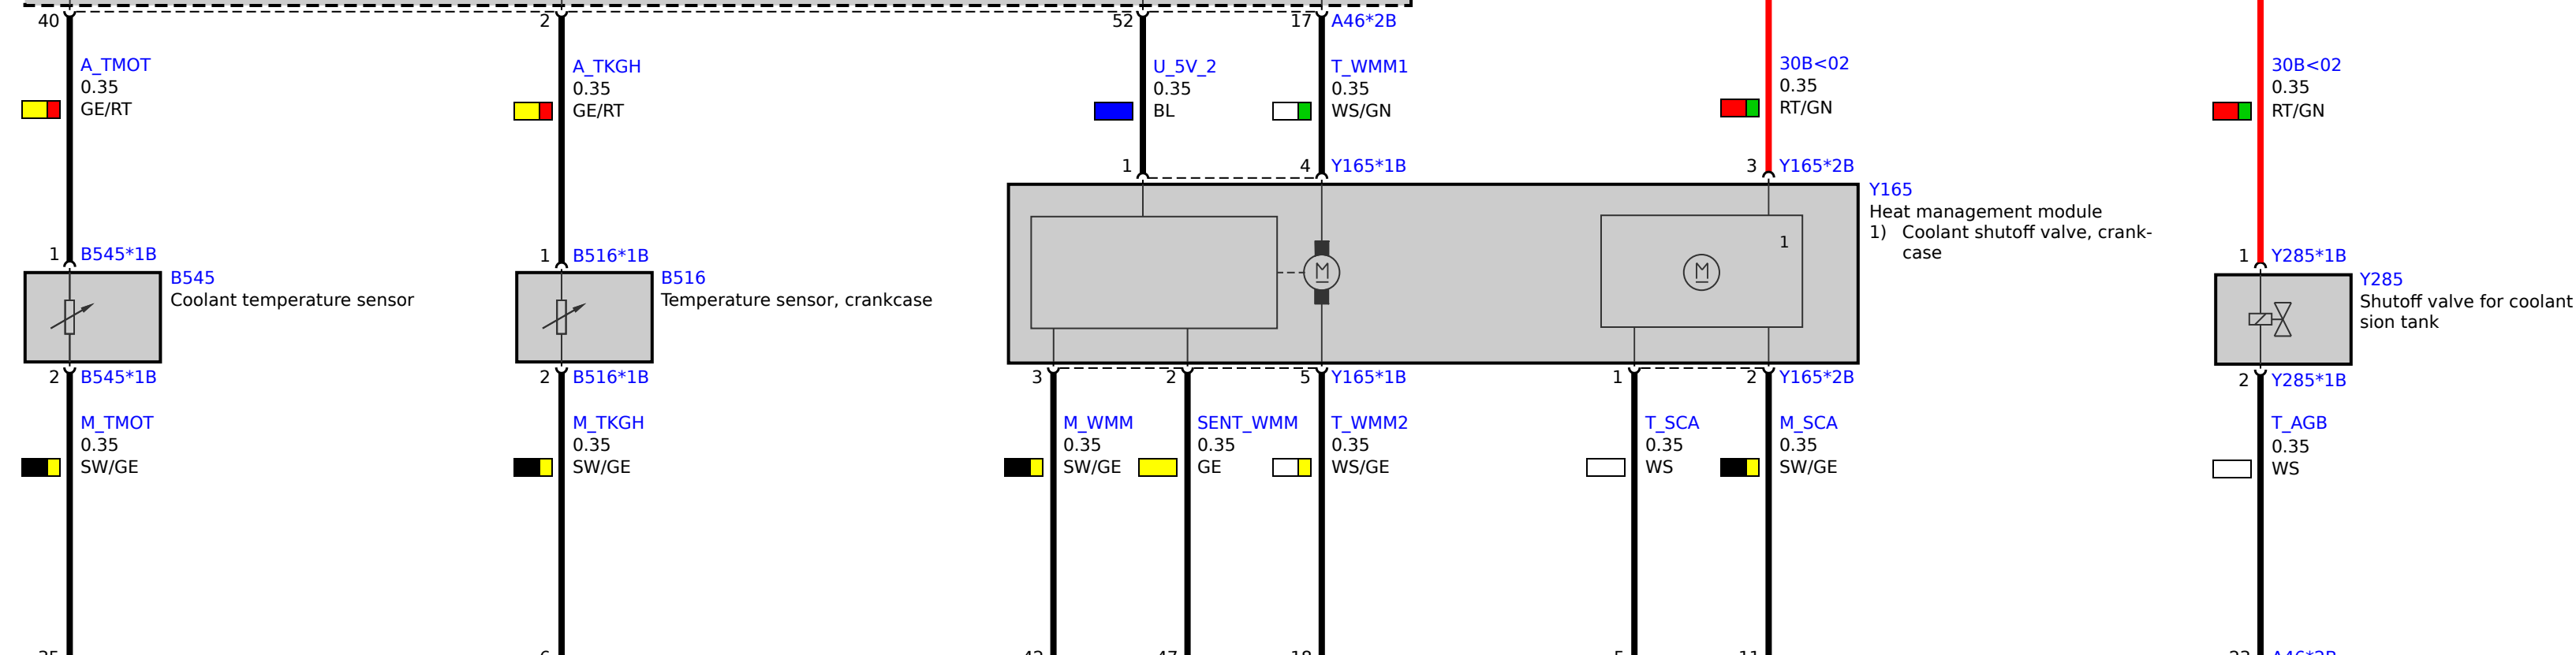 40
2
52
17 A46*2B
A_TMOT
0.35
GE/RT
A_TKGH
0.35
GE/RT
U_5V_2
0.35
BL
T_WMM1
0.35
WS/GN
30B<02
0.35
RT/GN
30B<02
0.35
RT/GN
1 B545*1B
1 B516*1B
1
4 Y165*1B
3 Y165*2B
1 Y285*1B
B545
Coolant temperature sensor
B516
Temperature sensor, crankcase
M
1
M
Y165
Heat management module
1) Coolant shutoff valve, crank-
case
Y285
Shutoff valve for coolant
sion tank
2 B545*1B
2 B516*1B
3
2
5 Y165*1B
1
2 Y165*2B
2 Y285*1B
M_TMOT
0.35
SW/GE
M_TKGH
0.35
SW/GE
M_WMM
0.35
SW/GE
SENT_WMM
0.35
GE
T_WMM2
0.35
WS/GE
T_SCA
0.35
WS
M_SCA
0.35
SW/GE
T_AGB
0.35
WS
A46*2B